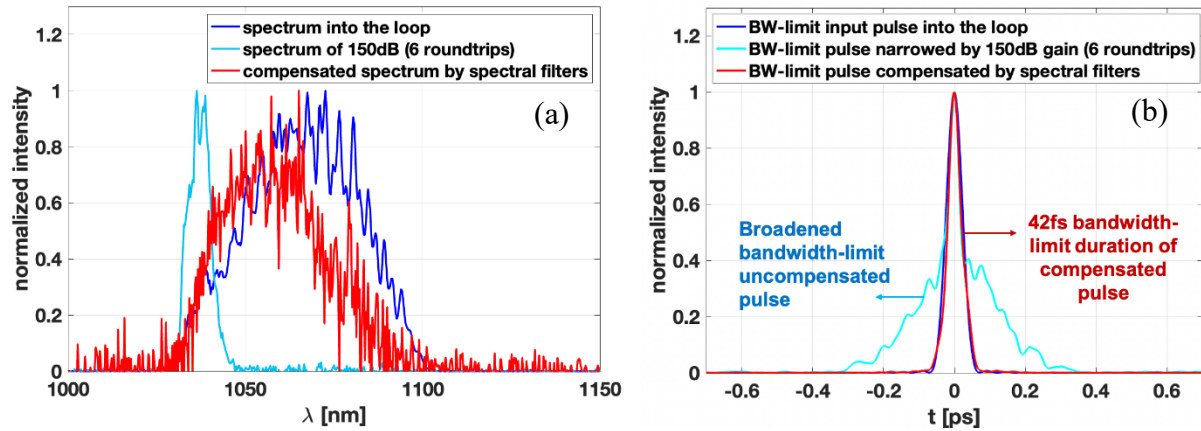 spectrum into the loop
spectrum of 150dB (6 roundtrips)
compensated spectrum by spectral filters
(a)
normalized intensity
1.2
1
0.8
0.6
0.4
0.2
0
1000
1050
1100
1150
λ [nm]
BW-limit input pulse into the loop
BW-limit pulse narrowed by 150dB gain (6 roundtrips)
BW-limit pulse compensated by spectral filters
(b)
normalized intensity
1.2
1
0.8
0.6
0.4
0.2
0
Broadened
bandwidth-limit
uncompensated
pulse
42fs bandwidth-
limit duration of
compensated
pulse
-0.6
-0.4
-0.2
0
0.2
0.4
0.6
t [ps]